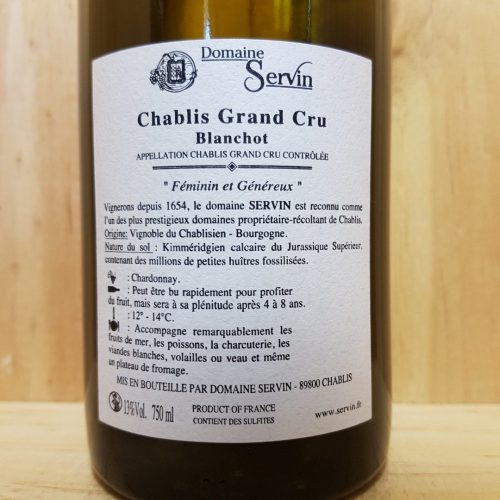 Domaine
Servin
Chablis Grand Cru
Blanchot
APPELLATION CHABLIS GRAND CRU CONTRÔLÉE
" Féminin et Généreux "
Vignerons depuis 1654, le domaine SERVIN est reconnu comme
l'un des plus prestigieux domaines propriétaire-récoltant de Chablis.
Origine: Vignoble du Chablisien - Bourgogne.
Nature du sol : Kimméridgien calcaire du Jurassique Supérieur,
contenant des millions de petites huîtres fossilisées.
: Chardonnay.
: Peut être bu rapidement pour profiter
du fruit, mais sera à sa plénitude après 4 à 8 ans.
: 12° - 14°C.
: Accompagne remarquablement les
fruits de mer, les poissons, la charcuterie, les
viandes blanches, volailles ou veau et même
un plateau de fromage.
MIS EN BOUTEILLE PAR DOMAINE SERVIN - 89800 CHABLIS
13%Vol. 750 ml
PRODUCT OF FRANCE
CONTIENT DES SULFITES
www.servin.fr